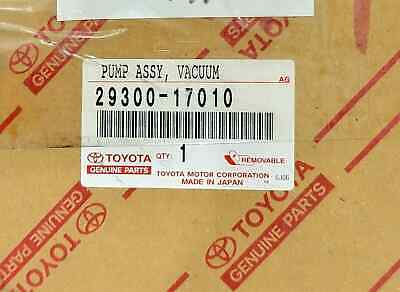 PUMP ASSY, VACUUM
AG
29300-17010
TOYOTA
GENUINE PARTS
QTY: 1
REMOVABLE
TOYOTA MOTOR CORPORATION
MADE IN JAPAN
TOYOTA
GENUINE PARTS
TOYOTA
TOYOTA
GENUINE PARTS
TOYOTA
GENUINE PARTS